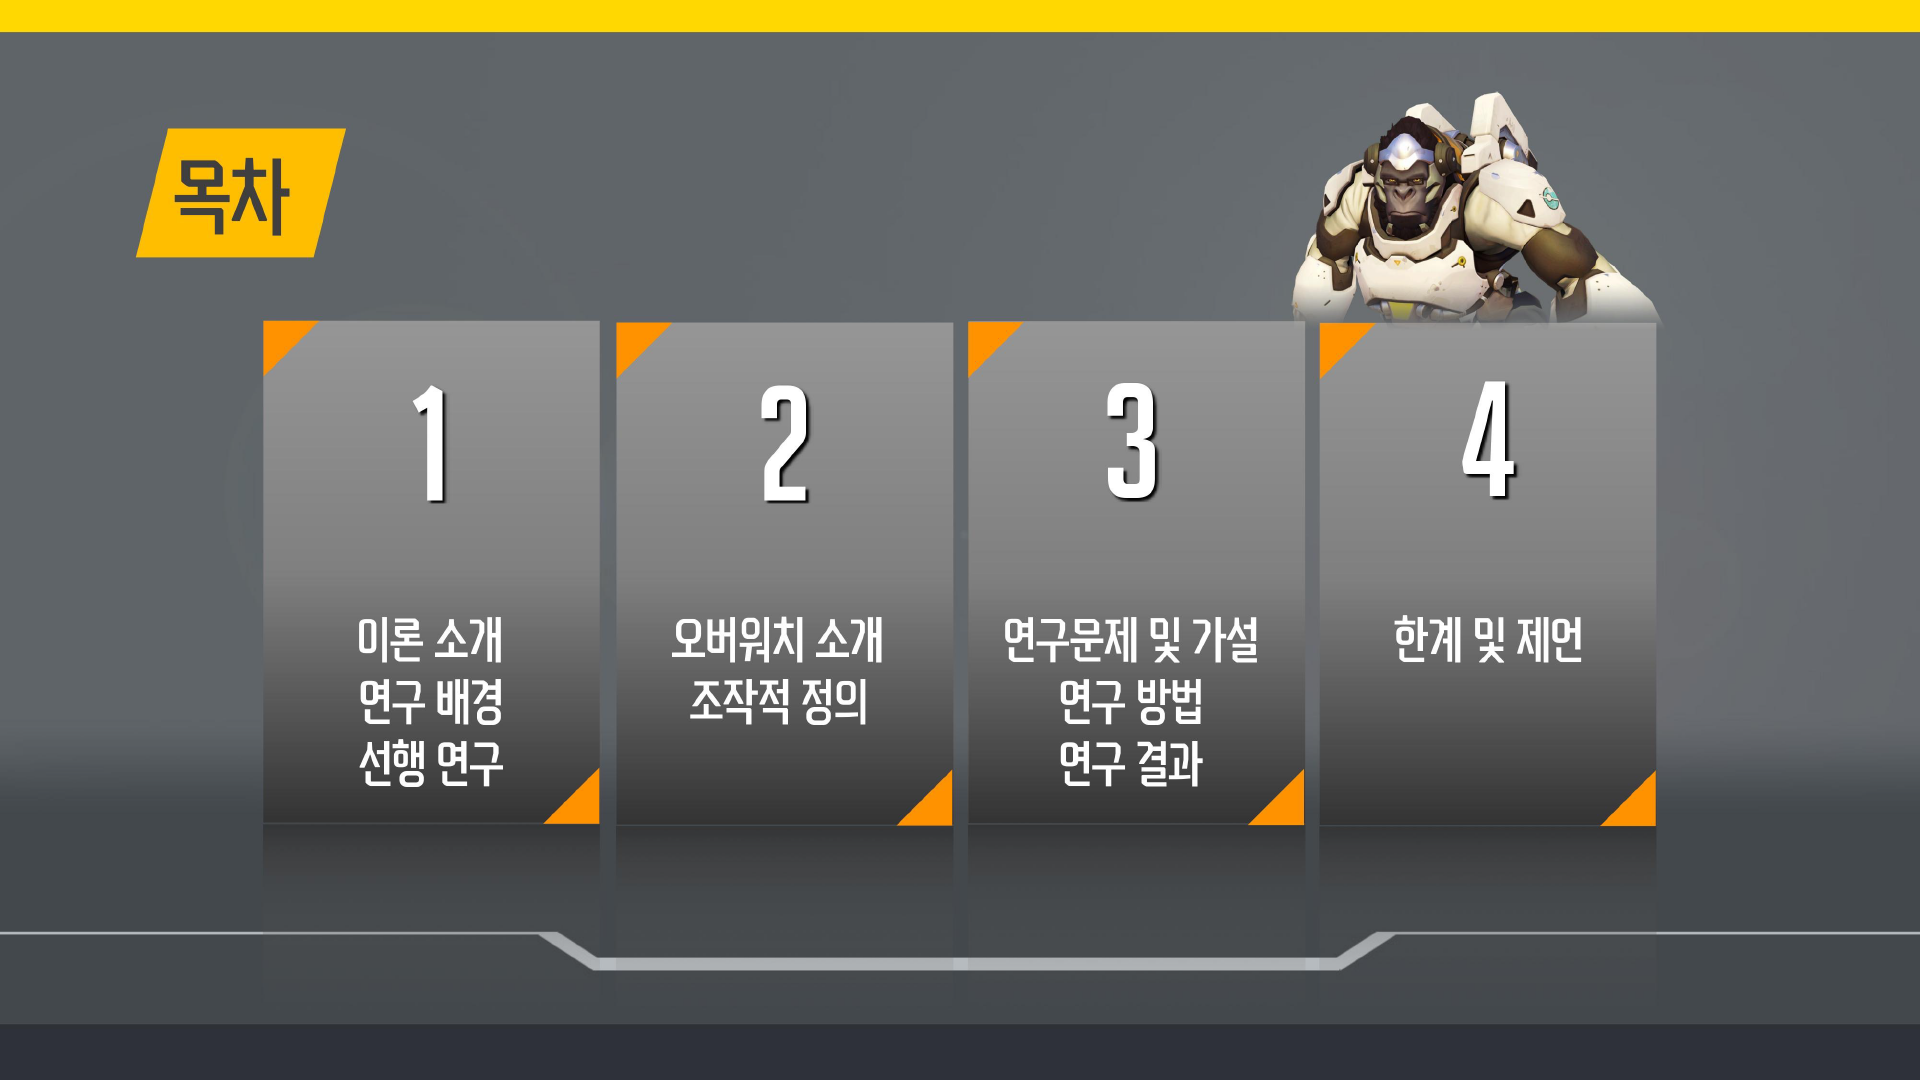 목차
1
이론 소개
연구 배경
선행 연구
2
오버워치 소개
조작적 정의
3
연구문제 및 가설
연구 방법
연구 결과
4
한계 및 제언